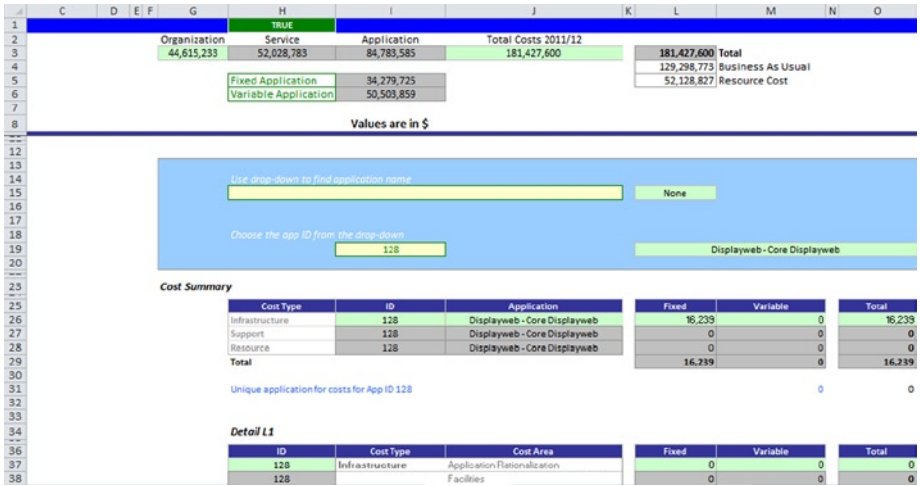 C D E F G H I J K L M N O
1 TRUE
2 Organization Service Application Total Costs 2011/12
3 44,615,233 52,028,783 84,783,585 181,427,600 181,427,600 Total
4 129,298,773 Business As Usual
5 Fixed Application 34,279,725 52,128,827 Resource Cost
6 Variable Application 50,503,859
7
8 Values are in $
12
13
14 Use drop-down to find application name
15 None
16
17
18 Choose the app ID from the drop-down
19 128 Displayweb - Core Displayweb
20
23 Cost Summary
25 Cost Type ID Application Fixed Variable Total
26 Infrastructure 128 Displayweb - Core Displayweb 16,239 0 16,239
27 Support 128 Displayweb - Core Displayweb 0 0 0
28 Resource 128 Displayweb - Core Displayweb 0 0 0
29 Total 16,239 0 16,239
30
31 Unique application for costs for App ID 128 0 0
32
33
34 Detail L1
36 ID Cost Type Cost Area Fixed Variable Total
37 128 Infrastructure Application Rationalization 0 0 0
38 128 Facilities 0 0 0